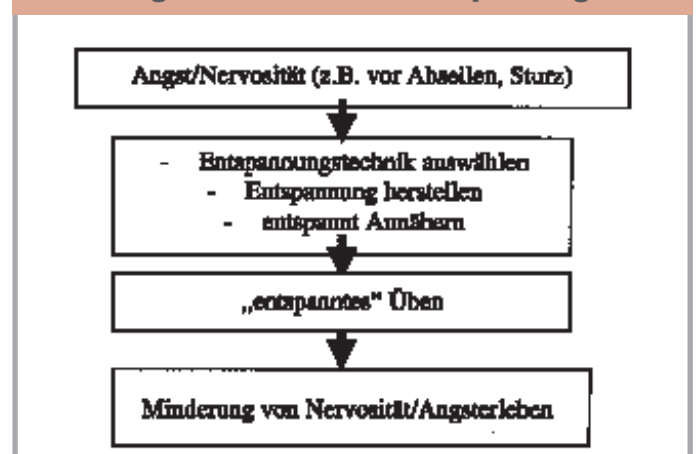 Angst/Nervosität (z.B. vor Abseilen, Sturz)
- Entspannungstechnik auswählen
- Entspannung herstellen
- entspannt Annähern
„entspanntes“ Üben
Minderung von Nervosität/Angsterleben